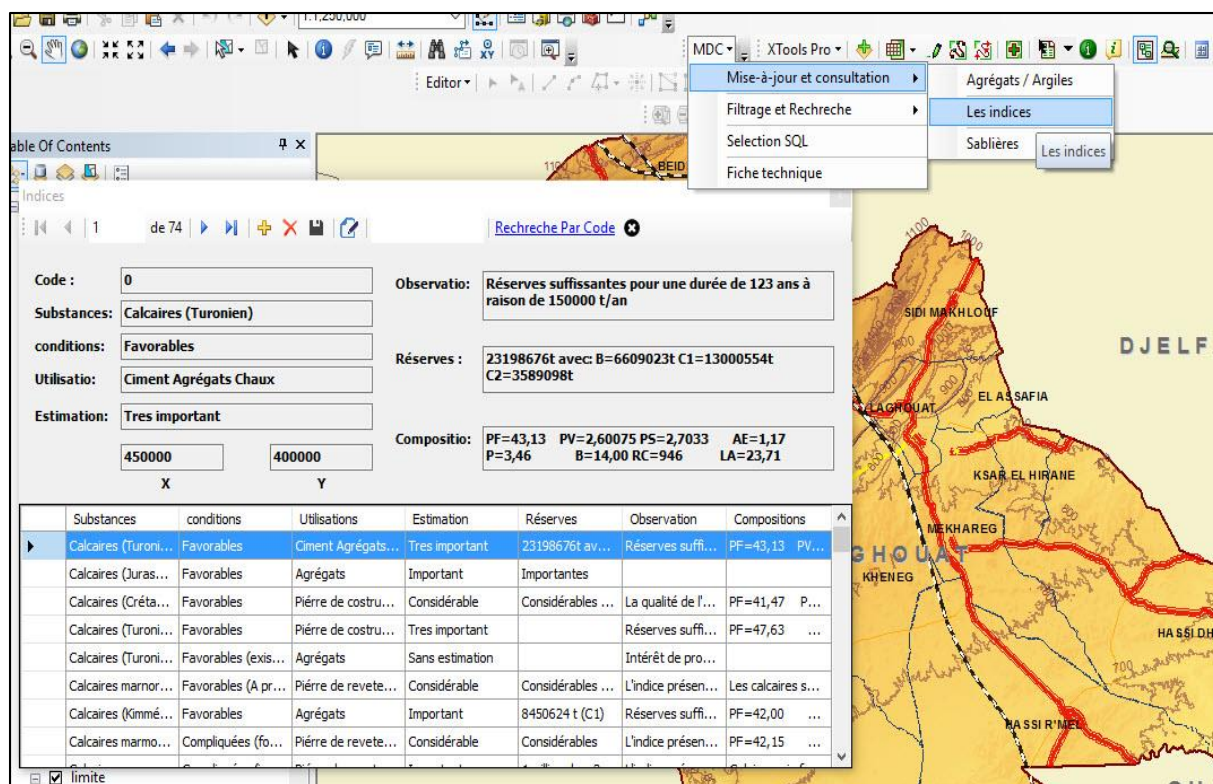 1:1,250,000
MDC
XTools Pro
Editor
Mise-à-jour et consultation
Filtrage et Rechreche
Selection SQL
Fiche technique
Agrégats / Argiles
Les indices
Sablières
Les indices
able Of Contents
Indices
1 de 74
Rechreche Par Code
Code : 0
Substances: Calcaires (Turonien)
conditions: Favorables
Utilisatio: Ciment Agrégats Chaux
Estimation: Tres important
450000 400000
X Y
Observatio: Réserves suffissantes pour une durée de 123 ans à
raison de 150000 t/an
Réserves : 23198676t avec: B=6609023t C1=13000554t
C2=3589098t
Compositio: PF=43,13 PV=2,60075 PS=2,7033 AE=1,17
P=3,46 B=14,00 RC=946 LA=23,71
Substances conditions Utilisations Estimation Réserves Observation Compositions
Calcaires (Turoni... Favorables Ciment Agrégats... Tres important 23198676t av... Réserves suffi... PF=43,13 PV...
Calcaires (Juras... Favorables Agrégats Important Importantes
Calcaires (Créta... Favorables Piérre de costru... Considérable Considérables ... La qualité de l'... PF=41,47 P...
Calcaires (Turoni... Favorables Piérre de costru... Tres important Réserves suffi... PF=47,63 ...
Calcaires (Turoni... Favorables (exis... Agrégats Sans estimation Intérêt de pro...
Calcaires marnor... Favorables (A pr... Piérre de revete... Considérable Considérables ... L'indice présen... Les calcaires s...
Calcaires (Kimmé... Favorables Agrégats Important 8450624 t (C1) Réserves suffi... PF=42,00 ...
Calcaires marmo... Compliquées (fo... Piérre de revete... Considérable Considérables L'indice présen... PF=42,15 ...
limite
BEID
1100
1000
SIDI MAKHLOUF
DJELF
900
800
EL ASSAFIA
LAGHOUAT
KSAR EL HIRANE
MEKHAREG
GHOUAT
KHENEG
HASSI DH
700
HASSI R'MEL